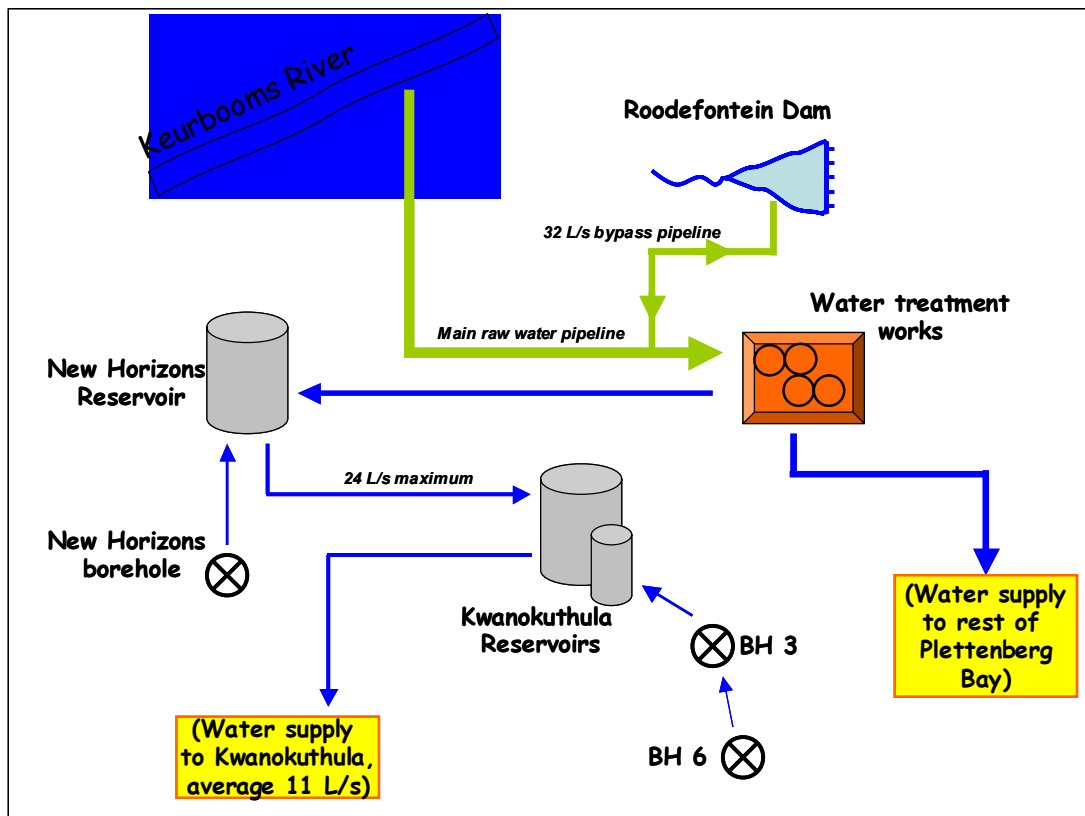 Keurbooms River
Roodefontein Dam
32 L/s bypass pipeline
Main raw water pipeline
Water treatment
works
New Horizons
Reservoir
24 L/s maximum
New Horizons
borehole
Kwanokuthula
Reservoirs
BH 3
BH 6
(Water supply
to rest of
Plettenberg
Bay)
(Water supply
to Kwanokuthula,
average 11 L/s)